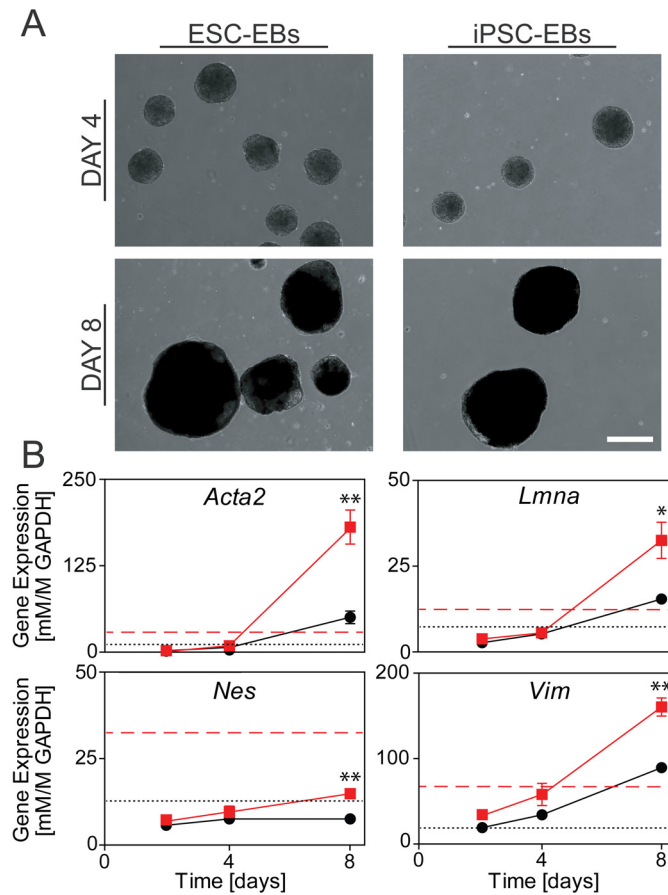 A
ESC-EBs
iPSC-EBs
DAY 4
DAY 8
B
Gene Expression
[mM/M GAPDH]
250
125
0
Acta2
**
50
25
0
Lmna
*
Gene Expression
[mM/M GAPDH]
50
25
0
Nes
**
200
100
0
Vim
**
0 4 8
0 4 8
Time [days]
Time [days]